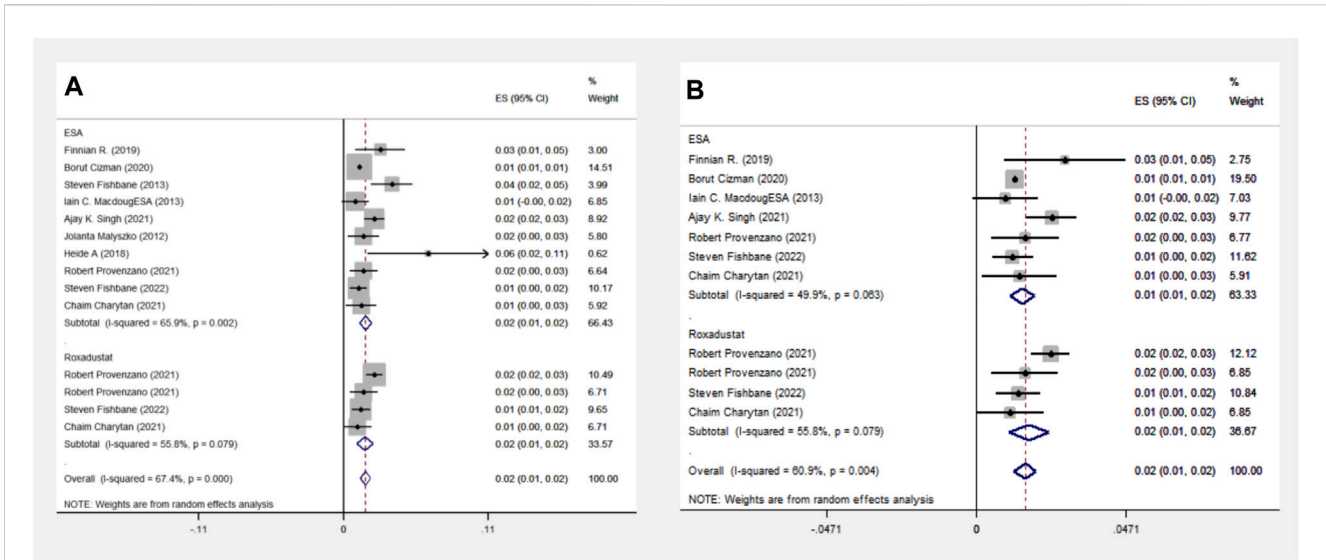 A
%
ES (95% CI) Weight
ESA
Finnian R. (2019) 0.03 (0.01, 0.05) 3.00
Borut Cizman (2020) 0.01 (0.01, 0.01) 14.51
Steven Fishbane (2013) 0.04 (0.02, 0.05) 3.99
Iain C. MacdougESA (2013) 0.01 (-0.00, 0.02) 6.85
Ajay K. Singh (2021) 0.02 (0.02, 0.03) 8.92
Jolanta Malyszko (2012) 0.02 (0.00, 0.03) 5.80
Heide A (2018) 0.06 (0.02, 0.11) 0.62
Robert Provenzano (2021) 0.02 (0.00, 0.03) 6.64
Steven Fishbane (2022) 0.01 (0.00, 0.02) 10.17
Chaim Charytan (2021) 0.01 (0.00, 0.03) 5.92
Subtotal (I-squared = 65.9%, p = 0.002) 0.02 (0.01, 0.02) 66.43
.
Roxadustat
Robert Provenzano (2021) 0.02 (0.02, 0.03) 10.49
Robert Provenzano (2021) 0.02 (0.00, 0.03) 6.71
Steven Fishbane (2022) 0.01 (0.01, 0.02) 9.65
Chaim Charytan (2021) 0.01 (0.00, 0.02) 6.71
Subtotal (I-squared = 55.8%, p = 0.079) 0.02 (0.01, 0.02) 33.57
.
Overall (I-squared = 67.4%, p = 0.000) 0.02 (0.01, 0.02) 100.00
NOTE: Weights are from random effects analysis
-.11 0 .11
B
%
ES (95% CI) Weight
ESA
Finnian R. (2019) 0.03 (0.01, 0.05) 2.75
Borut Cizman (2020) 0.01 (0.01, 0.01) 19.50
Iain C. MacdougESA (2013) 0.01 (-0.00, 0.02) 7.03
Ajay K. Singh (2021) 0.02 (0.02, 0.03) 9.77
Robert Provenzano (2021) 0.02 (0.00, 0.03) 6.77
Steven Fishbane (2022) 0.01 (0.00, 0.02) 11.62
Chaim Charytan (2021) 0.01 (0.00, 0.03) 5.91
Subtotal (I-squared = 49.9%, p = 0.063) 0.01 (0.01, 0.02) 63.33
.
Roxadustat
Robert Provenzano (2021) 0.02 (0.02, 0.03) 12.12
Robert Provenzano (2021) 0.02 (0.00, 0.03) 6.85
Steven Fishbane (2022) 0.01 (0.01, 0.02) 10.84
Chaim Charytan (2021) 0.01 (0.00, 0.02) 6.85
Subtotal (I-squared = 55.8%, p = 0.079) 0.02 (0.01, 0.02) 36.67
.
Overall (I-squared = 60.9%, p = 0.004) 0.02 (0.01, 0.02) 100.00
NOTE: Weights are from random effects analysis
-.0471 0 .0471